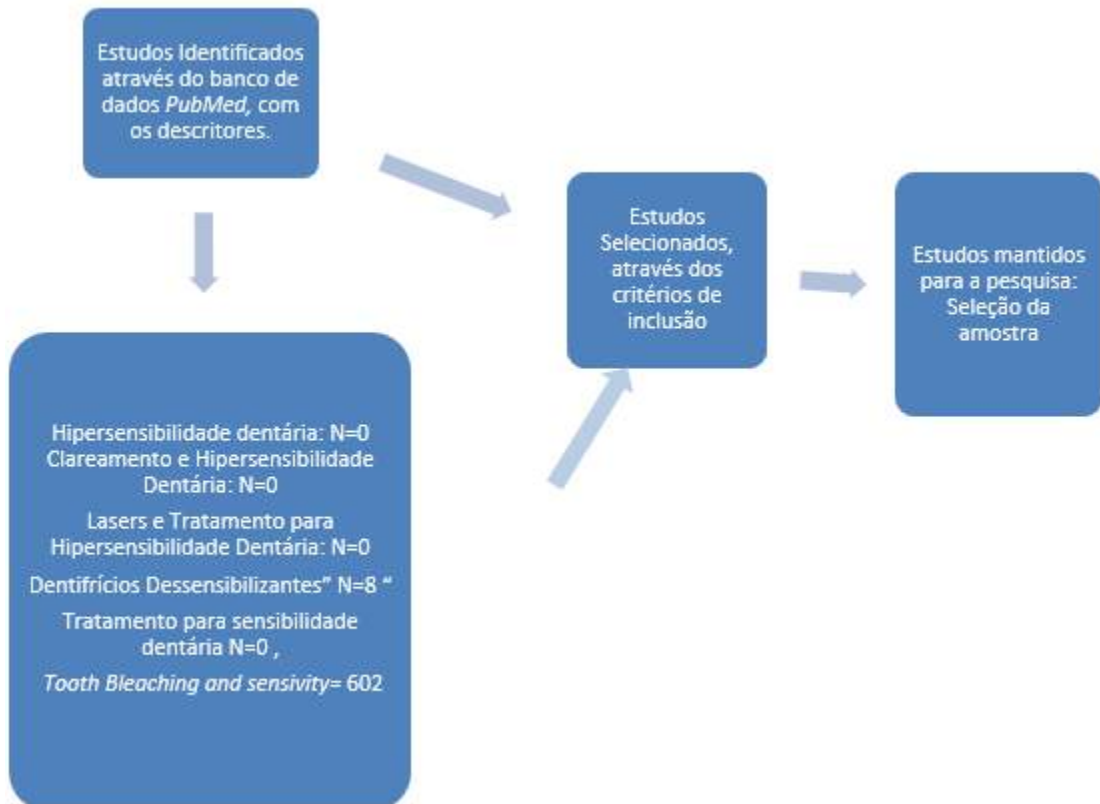 Estudos Identificados
através do banco de
dados PubMed, com
os descritores.
Estudos
Selecionados,
através dos
critérios de
inclusão
Estudos mantidos
para a pesquisa:
Seleção da
amostra
Hipersensibilidade dentária: N=0
Clareamento e Hipersensibilidade
Dentária: N=0
Lasers e Tratamento para
Hipersensibilidade Dentária: N=0
Dentifrícios Dessensibilizantes” N=8 “
Tratamento para sensibilidade
dentária N=0 ,
Tooth Bleaching and sensivity= 602